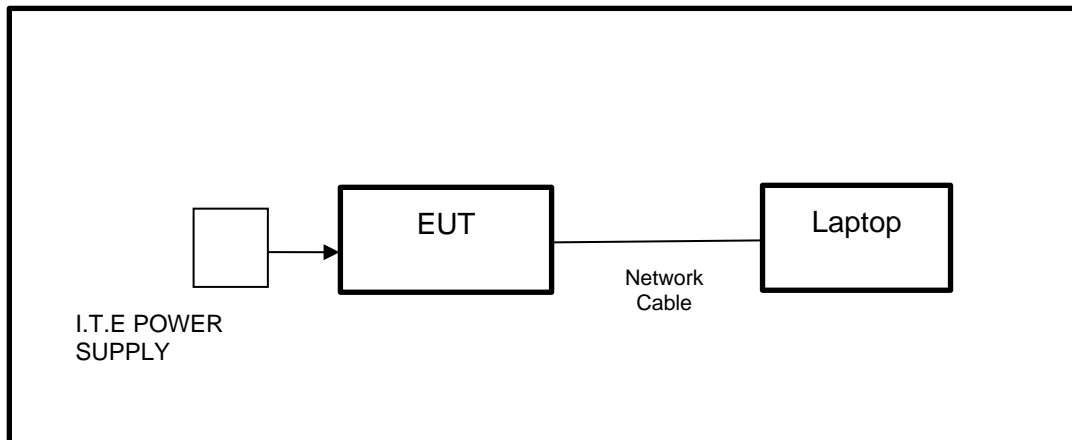 EUT
Laptop
Network
Cable
I.T.E POWER
SUPPLY